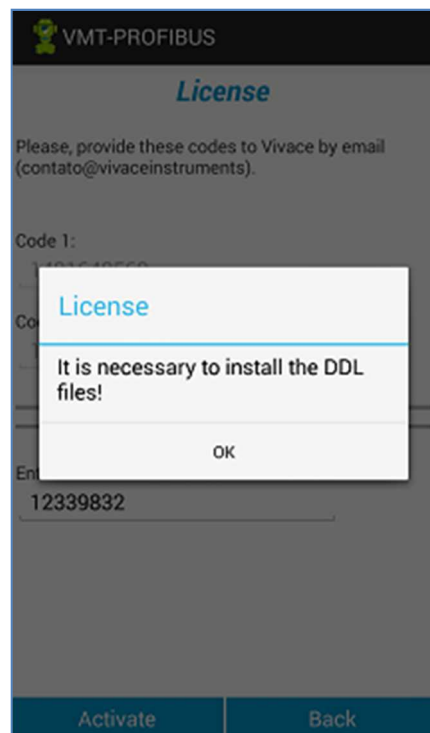 VMT-PROFIBUS
License
Please, provide these codes to Vivace by email
(contato@vivaceinstruments).
Code 1:
License
It is necessary to install the DDL
files!
OK
12339832
Activate
Back